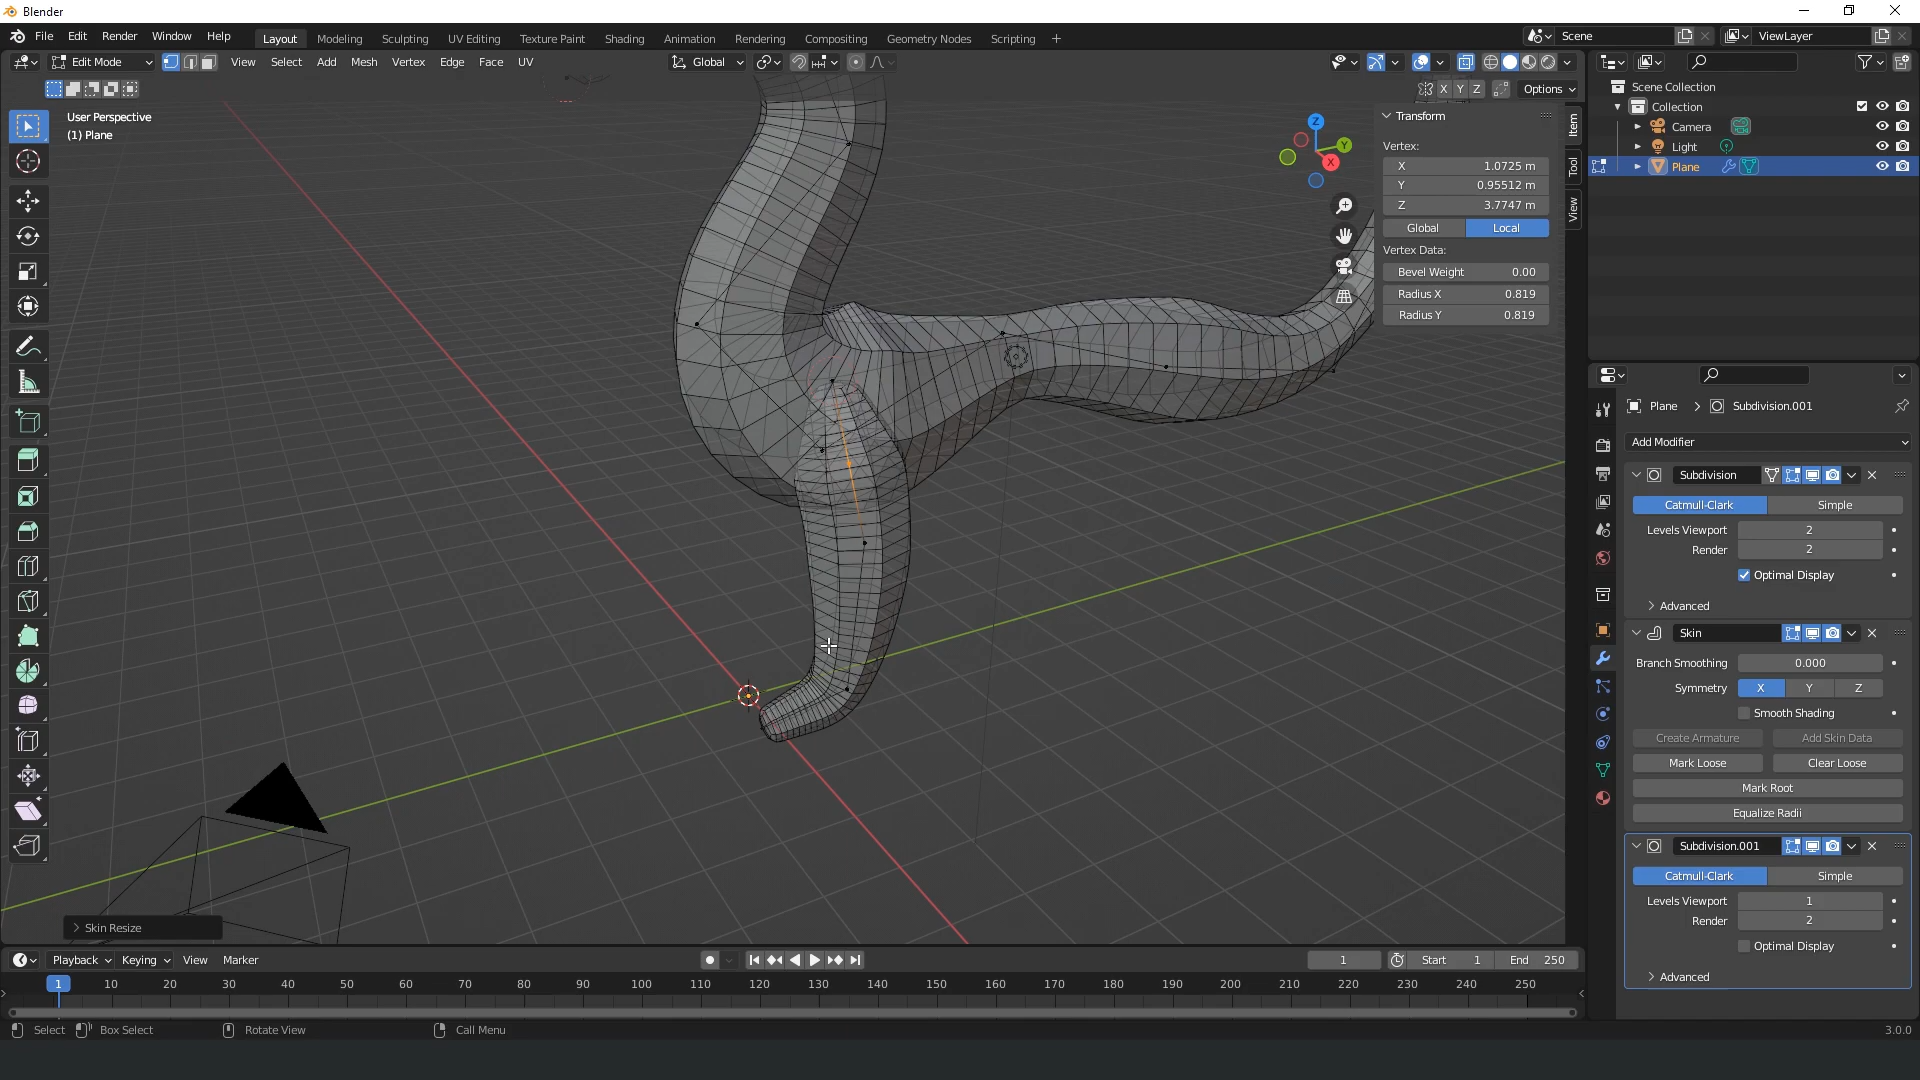 Blender
File Edit Render Window Help Layout Modeling Sculpting UV Editing Texture Paint Shading Animation Rendering Compositing Geometry Nodes Scripting + Scene ViewLayer
Edit Mode View Select Add Mesh Vertex Edge Face UV Global
X Y Z Options
User Perspective
(1) Plane
Z Y X
Transform
Vertex:
X 1.0725 m
Y 0.95512 m
Z 3.7747 m
Global Local
Vertex Data:
Bevel Weight 0.00
Radius X 0.819
Radius Y 0.819
Item
Tool
View
Scene Collection
Collection
Camera
Light
Plane
Plane > Subdivision.001
Add Modifier
Subdivision
Catmull-Clark Simple
Levels Viewport 2
Render 2
Optimal Display
Advanced
Skin
Branch Smoothing 0.000
Symmetry X Y Z
Smooth Shading
Create Armature Add Skin Data
Mark Loose Clear Loose
Mark Root
Equalize Radii
Subdivision.001
Catmull-Clark Simple
Levels Viewport 1
Render 2
Optimal Display
Advanced
Skin Resize
Playback Keying View Marker 1 Start 1 End 250
1 10 20 30 40 50 60 70 80 90 100 110 120 130 140 150 160 170 180 190 200 210 220 230 240 250
Select Box Select Rotate View Call Menu 3.0.0